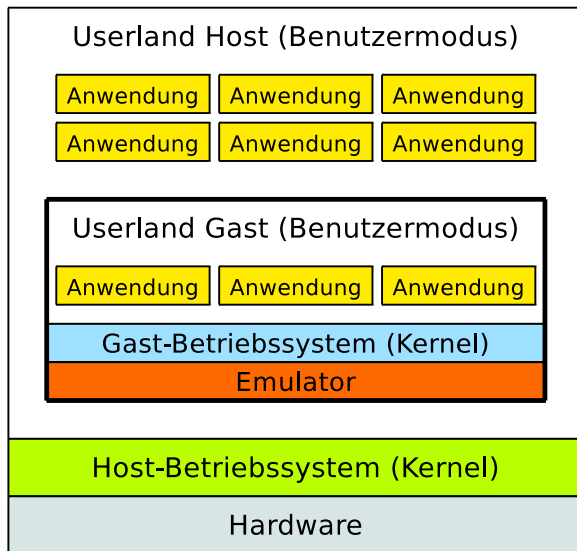 Userland Host (Benutzermodus)
Anwendung Anwendung Anwendung
Anwendung Anwendung Anwendung
Userland Gast (Benutzermodus)
Anwendung Anwendung Anwendung
Gast-Betriebssystem (Kernel)
Emulator
Host-Betriebssystem (Kernel)
Hardware